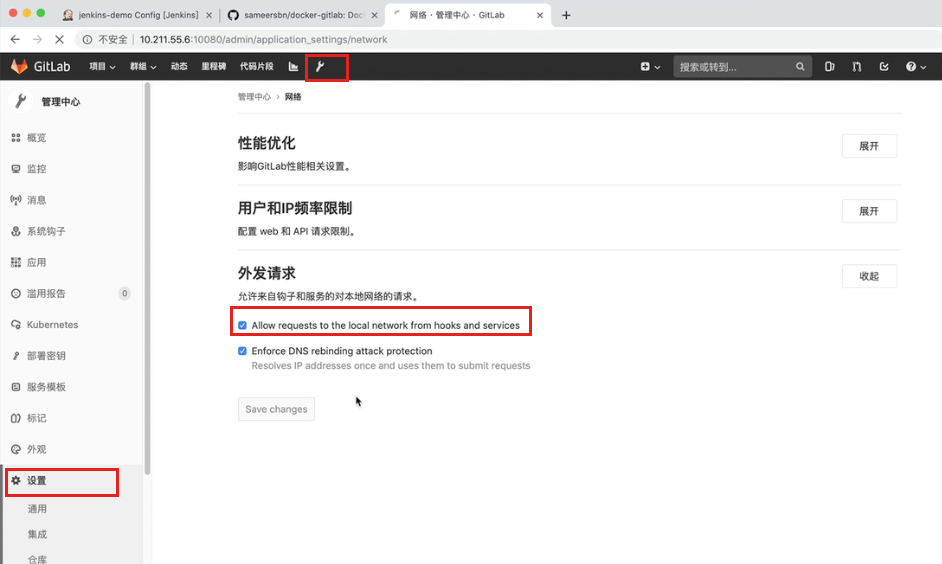 jenkins-demo Config [Jenkins]
sameersbn/docker-gitlab: Doc
网络 · 管理中心 · GitLab
不安全 10.211.55.6:10080/admin/application_settings/network
GitLab 项目 群组 动态 里程碑 代码片段 搜索或转到...
管理中心
概览
监控
消息
系统钩子
应用
滥用报告 0
Kubernetes
部署密钥
服务模板
标记
外观
设置
通用
集成
仓库
管理中心 › 网络
性能优化
展开
影响GitLab性能相关设置。
用户和IP频率限制
展开
配置 web 和 API 请求限制。
外发请求
收起
允许来自钩子和服务的对本地网络的请求。
Allow requests to the local network from hooks and services
Enforce DNS rebinding attack protection
Resolves IP addresses once and uses them to submit requests
Save changes